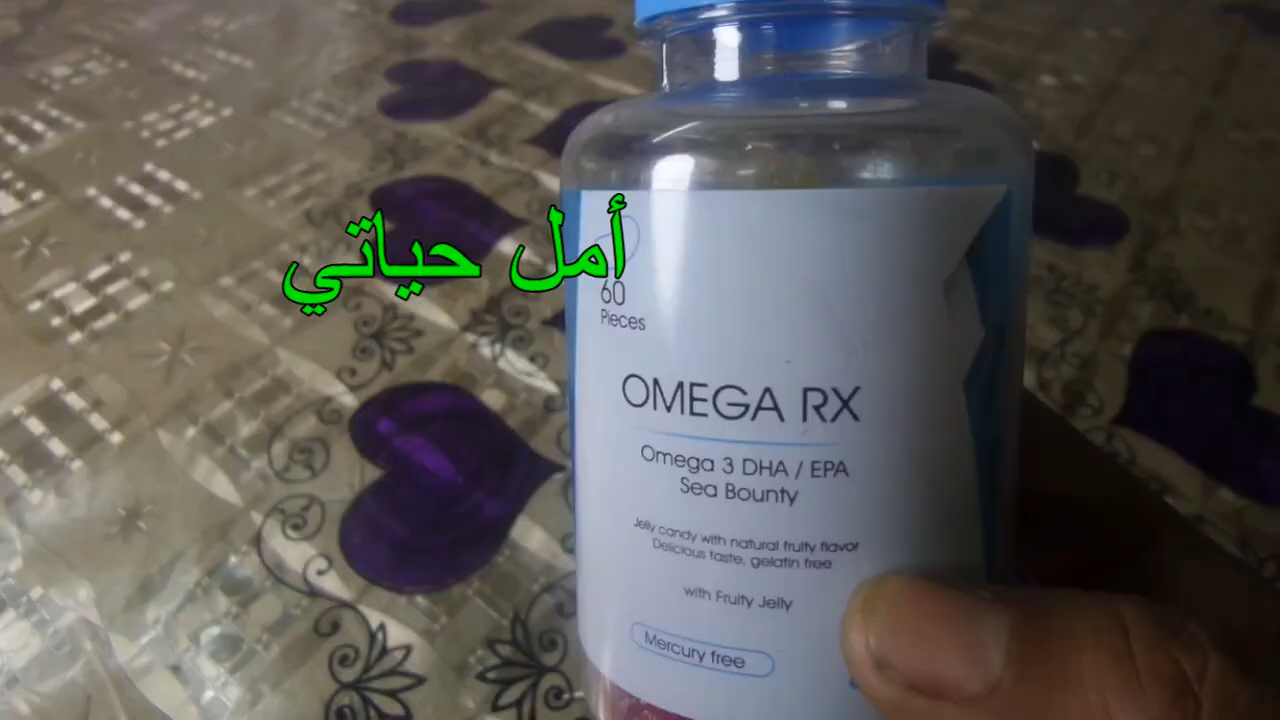 أمل حياتي
60
Pieces
OMEGA RX
Omega 3 DHA / EPA
Sea Bounty
Jelly candy with natural fruity flavor
Delicious taste, gelatin free
with Fruity Jelly
Mercury free